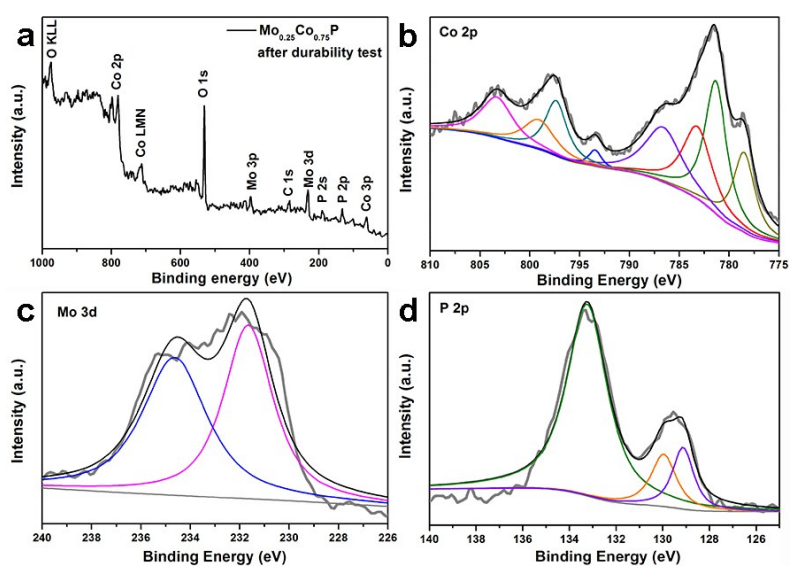 a
Mo0.25Co0.75P
after durability test
O KLL
Co 2p
Co LMN
O 1s
Mo 3p
C 1s
Mo 3d
P 2s
P 2p
Co 3p
Intensity (a.u.)
1000 800 600 400 200 0
Binding energy (eV)
b
Co 2p
Intensity (a.u.)
810 805 800 795 790 785 780 775
Binding Energy (eV)
c
Mo 3d
Intensity (a.u.)
240 238 236 234 232 230 228 226
Binding Energy (eV)
d
P 2p
Intensity (a.u.)
140 138 136 134 132 130 128 126
Binding Energy (eV)